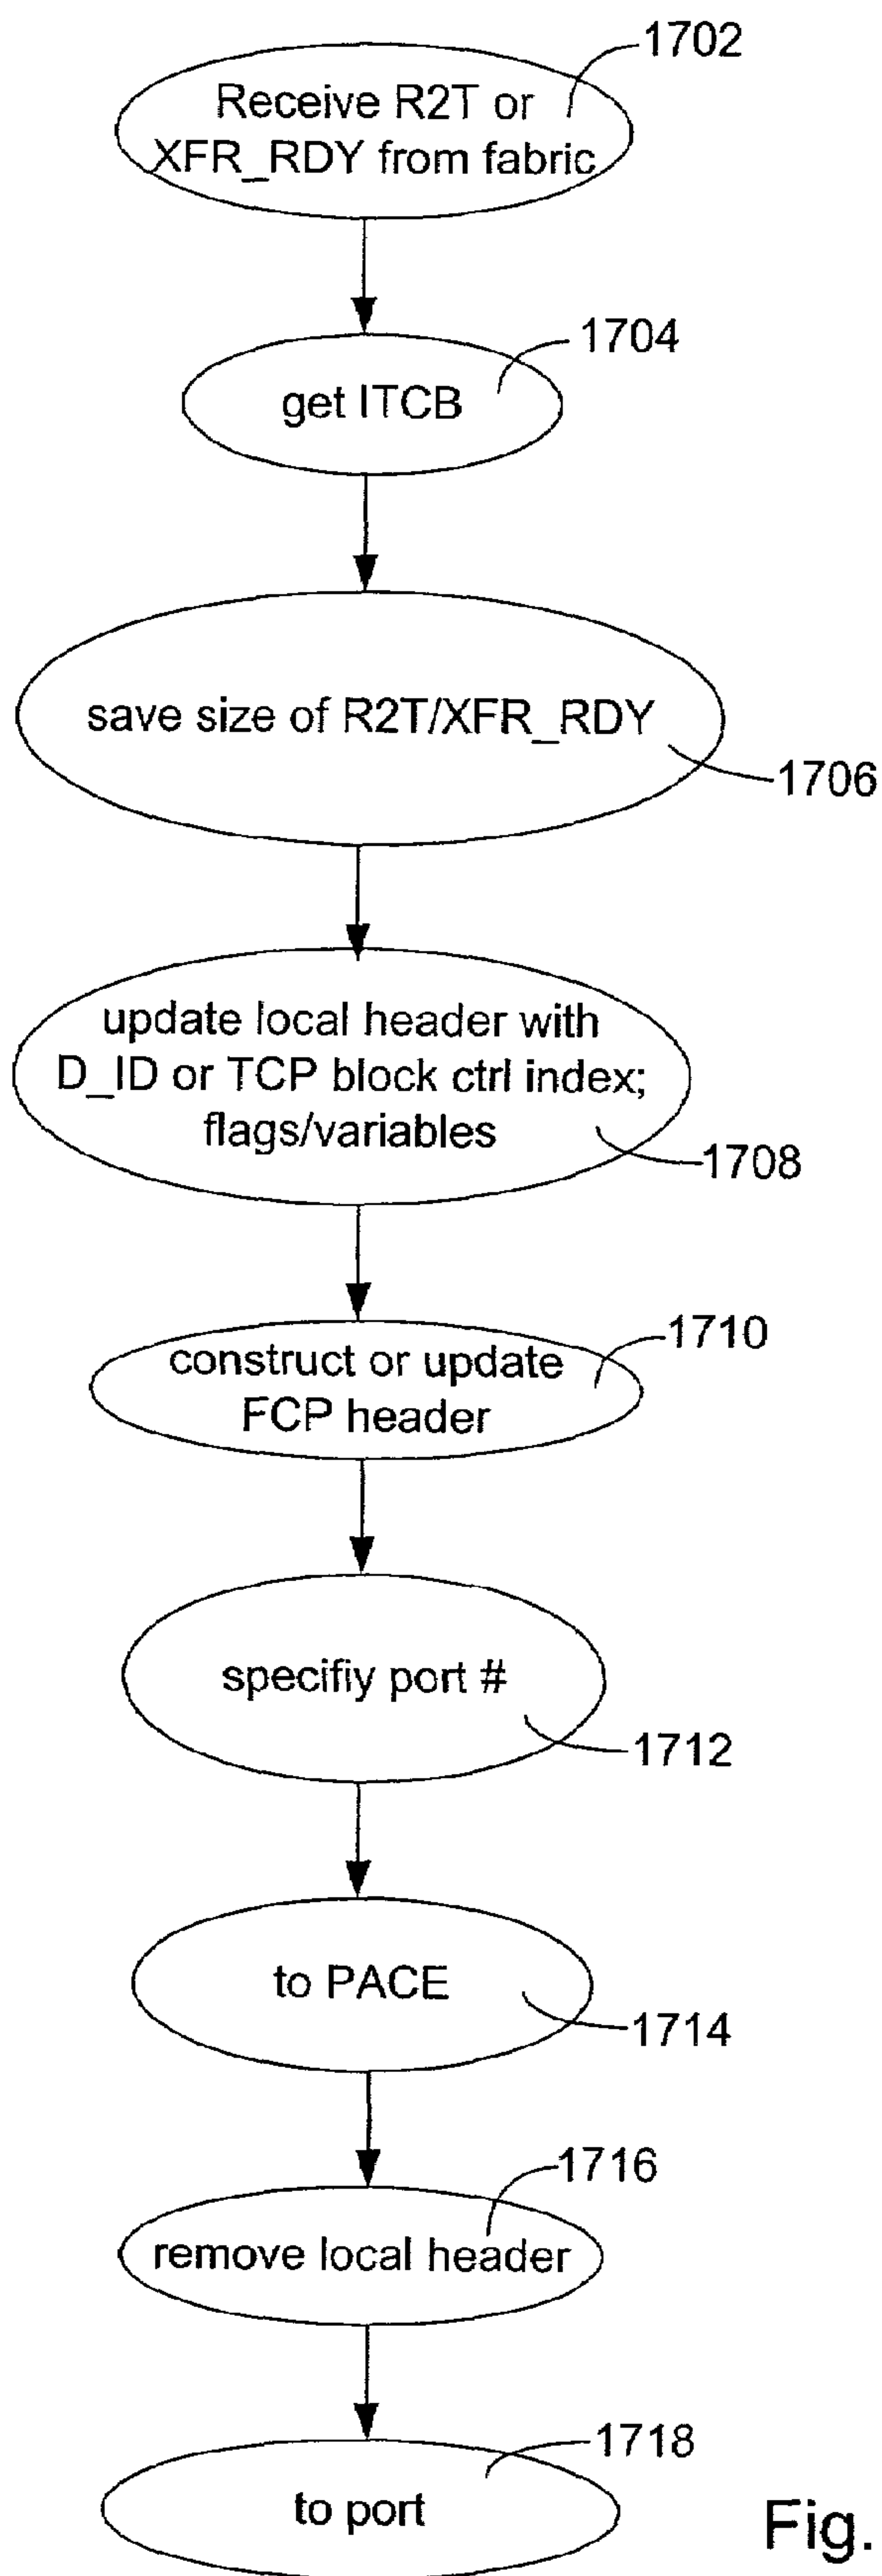 1702
Receive R2T or
XFR_RDY from fabric
1704
get ITCB
save size of R2T/XFR_RDY
1706
update local header with
D_ID or TCP block ctrl index;
flags/variables
1708
1710
construct or update
FCP header
specifiy port #
1712
to PACE
1714
1716
remove local header
1718
to port
Fig.